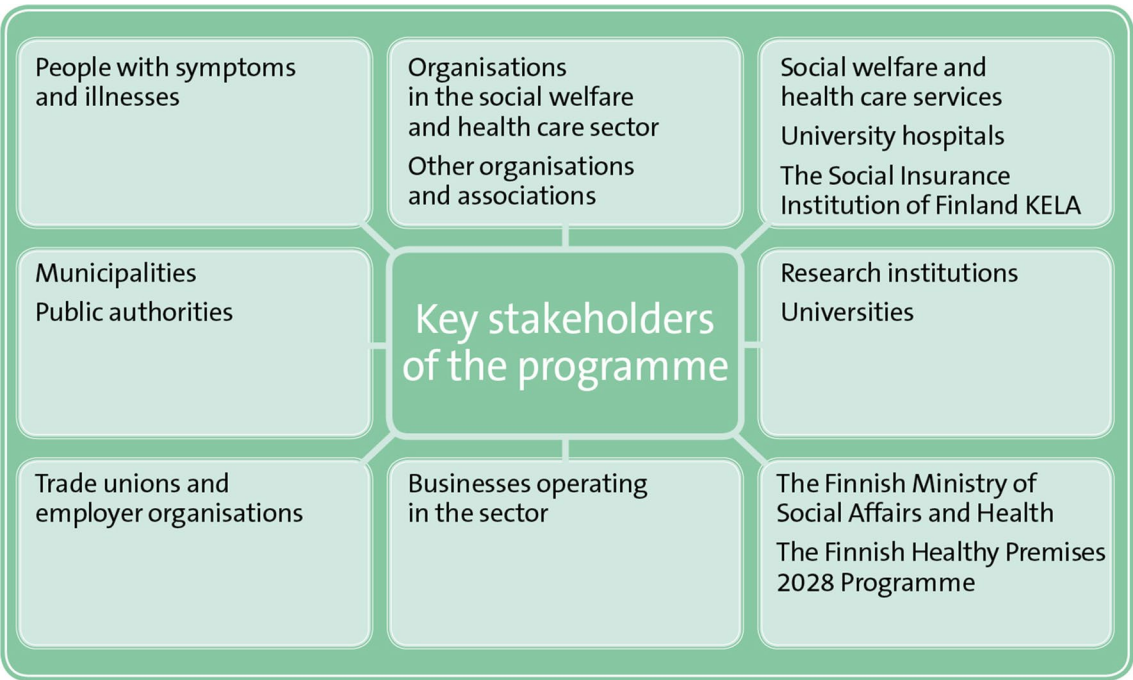 People with symptoms
and illnesses
Organisations
in the social welfare
and health care sector
Other organisations
and associations
Social welfare and
health care services
University hospitals
The Social Insurance
Institution of Finland KELA
Municipalities
Public authorities
Key stakeholders
of the programme
Research institutions
Universities
Trade unions and
employer organisations
Businesses operating
in the sector
The Finnish Ministry of
Social Affairs and Health
The Finnish Healthy Premises
2028 Programme